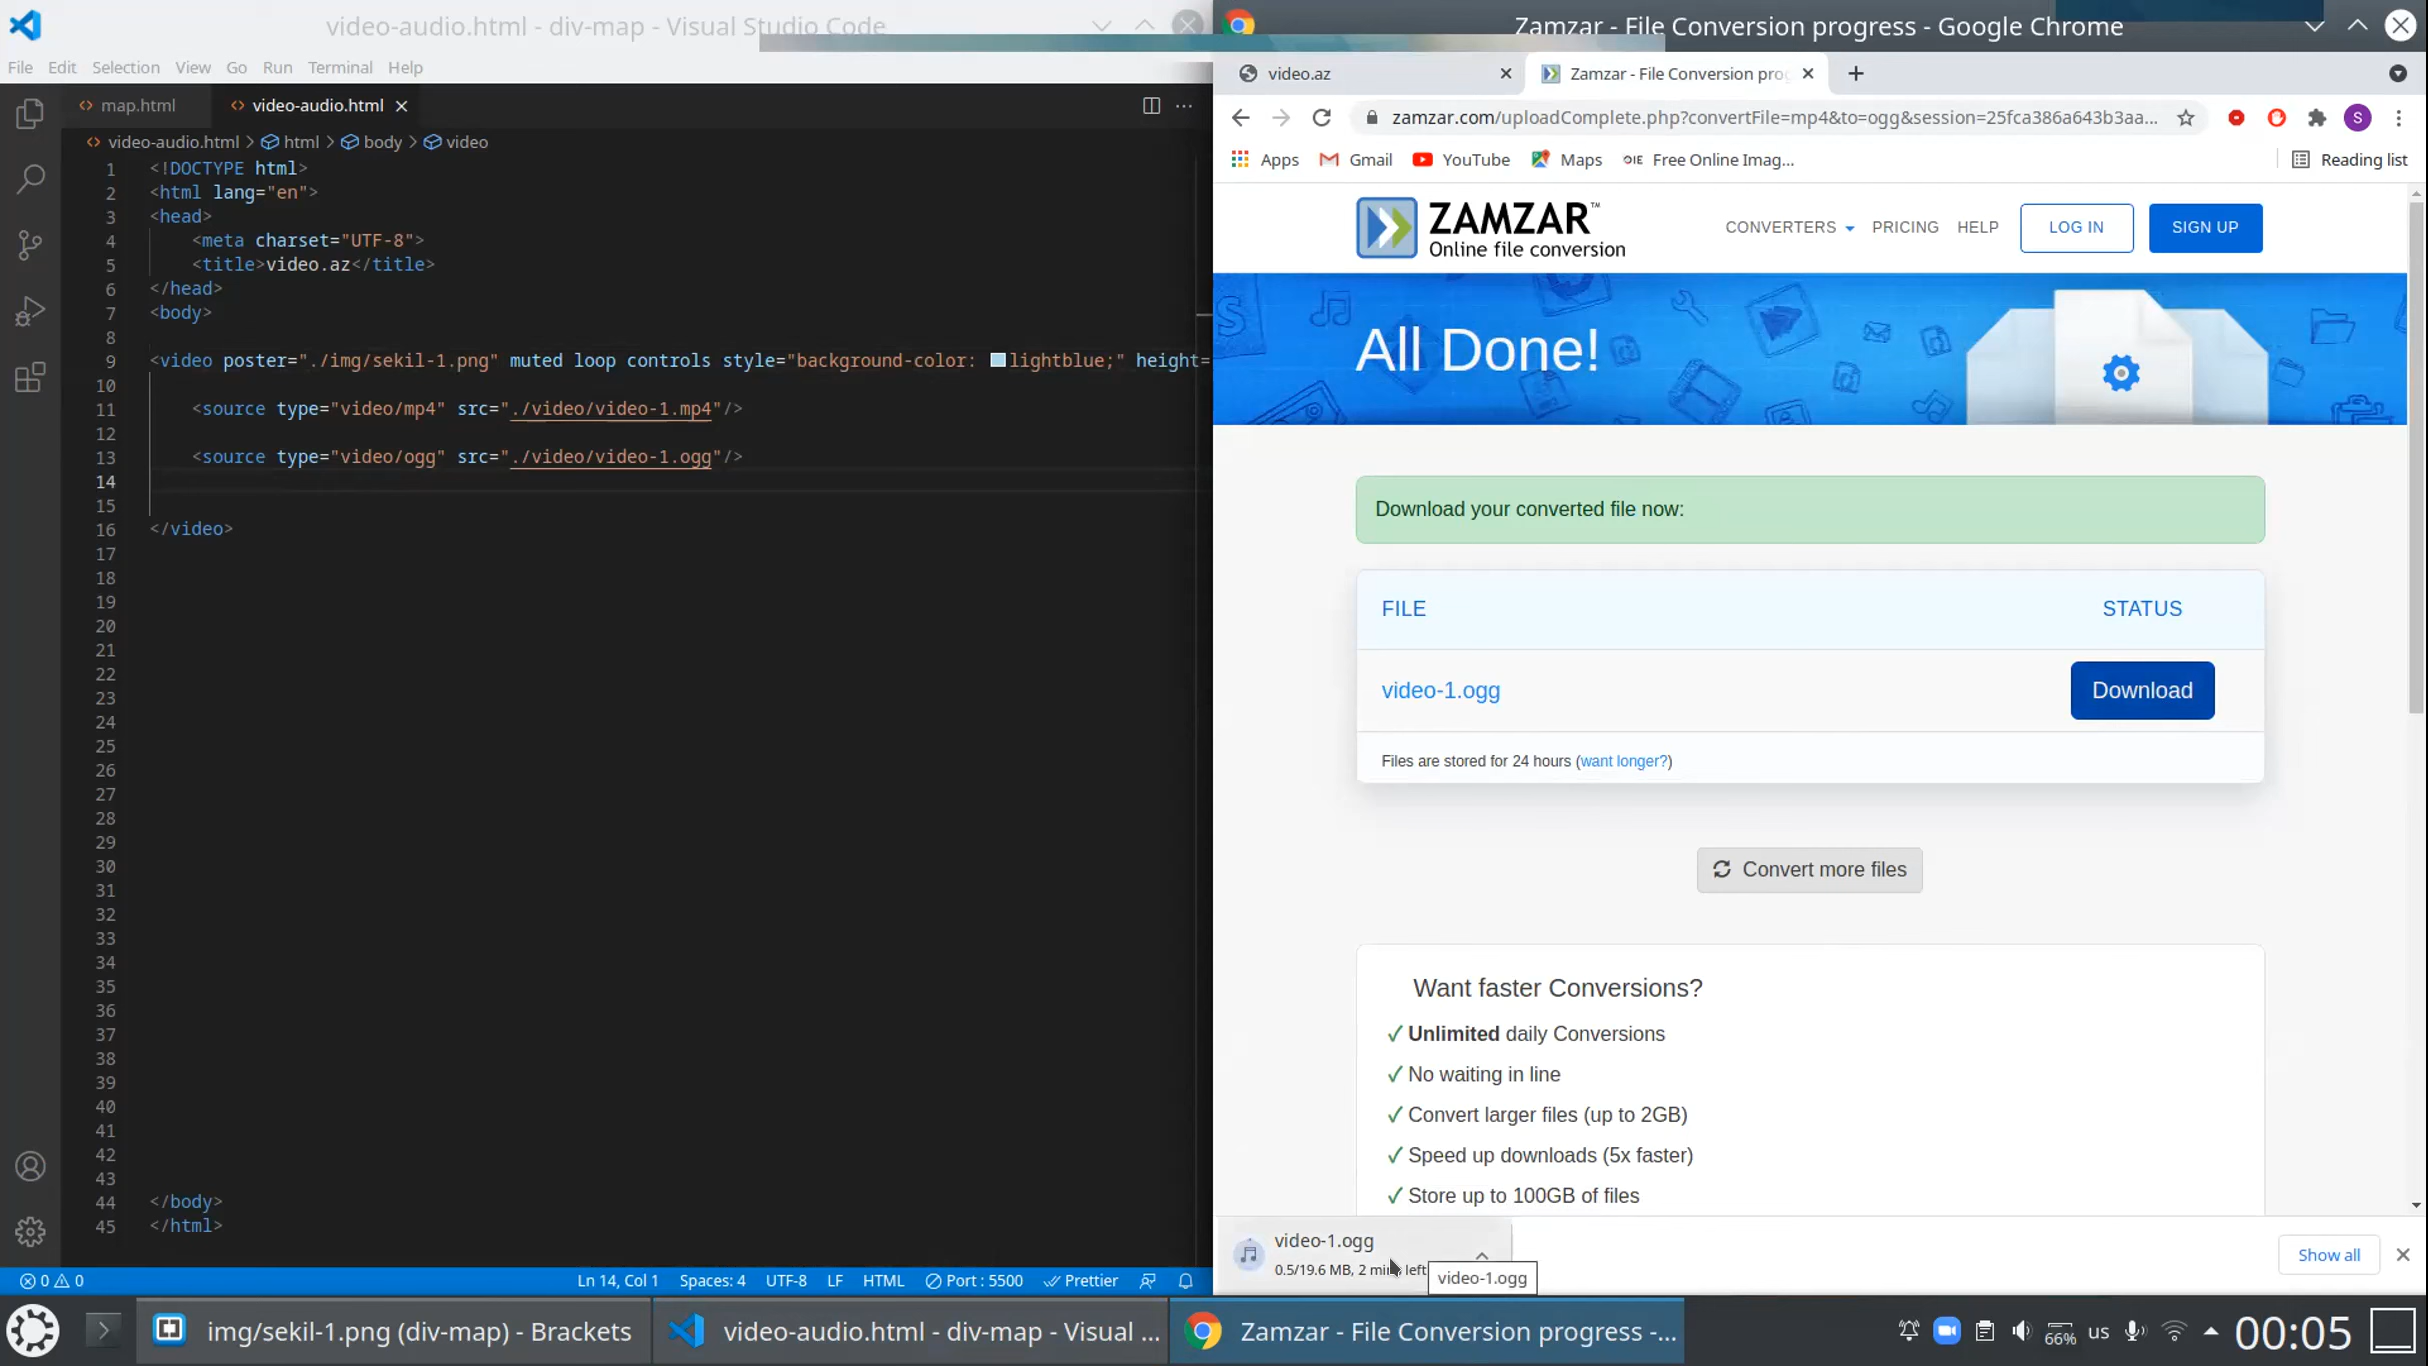 video-audio.html - div-map - Visual Studio Code
File Edit Selection View Go Run Terminal Help
map.html video-audio.html
video-audio.html > html > body > video
1 <!DOCTYPE html>
2 <html lang="en">
3 <head>
4 <meta charset="UTF-8">
5 <title>video.az</title>
6 </head>
7 <body>
8
9 <video poster="./img/sekil-1.png" muted loop controls style="background-color: lightblue;" height=
10
11 <source type="video/mp4" src="./video/video-1.mp4"/>
12
13 <source type="video/ogg" src="./video/video-1.ogg"/>
14
15
16 </video>
17
18
19
20
21
22
23
24
25
26
27
28
29
30
31
32
33
34
35
36
37
38
39
40
41
42
43
44 </body>
45 </html>
0 0 Ln 14, Col 1 Spaces: 4 UTF-8 LF HTML Port : 5500 Prettier
Zamzar - File Conversion progress - Google Chrome
video.az Zamzar - File Conversion prog
zamzar.com/uploadComplete.php?convertFile=mp4&to=ogg&session=25fca386a643b3aa... S
Apps Gmail YouTube Maps OIE Free Online Imag... Reading list
ZAMZAR™ CONVERTERS PRICING HELP LOG IN SIGN UP
Online file conversion
All Done!
Download your converted file now:
FILE STATUS
video-1.ogg Download
Files are stored for 24 hours (want longer?)
Convert more files
Want faster Conversions?
✓ Unlimited daily Conversions
✓ No waiting in line
✓ Convert larger files (up to 2GB)
✓ Speed up downloads (5x faster)
✓ Store up to 100GB of files
video-1.ogg
0.5/19.6 MB, 2 mins left
video-1.ogg
Show all
img/sekil-1.png (div-map) - Brackets video-audio.html - div-map - Visual ... Zamzar - File Conversion progress -... 66% us 00:05